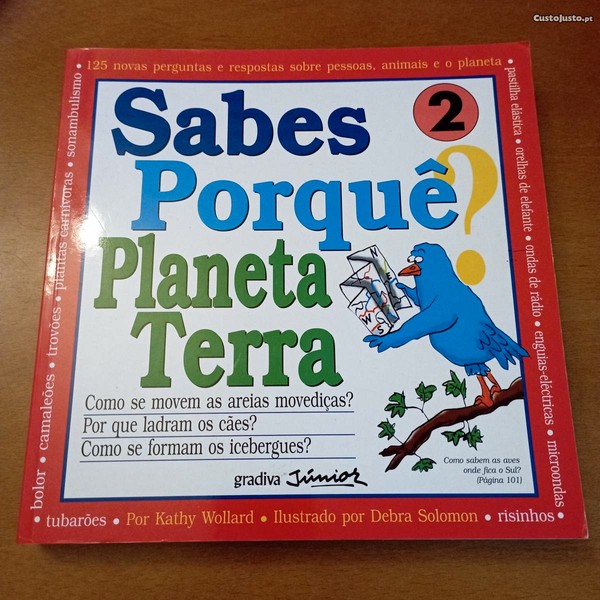 CustoJusto.pt
• 125 novas perguntas e respostas sobre pessoas, animais e o planeta •
pastilha elástica • orelhas de elefante • ondas de rádio • enguias-eléctricas • microondas
bolor • camaleões • trovões • plantas carnívoras • sonambulismo
Sabes
2
Porquê?
Planeta
Terra
N
W
S
Como se movem as areias movediças?
Por que ladram os cães?
Como se formam os icebergues?
Como sabem as aves
onde fica o Sul?
(Página 101)
gradiva Júnior
• tubarões • Por Kathy Wollard • Ilustrado por Debra Solomon • risinhos •